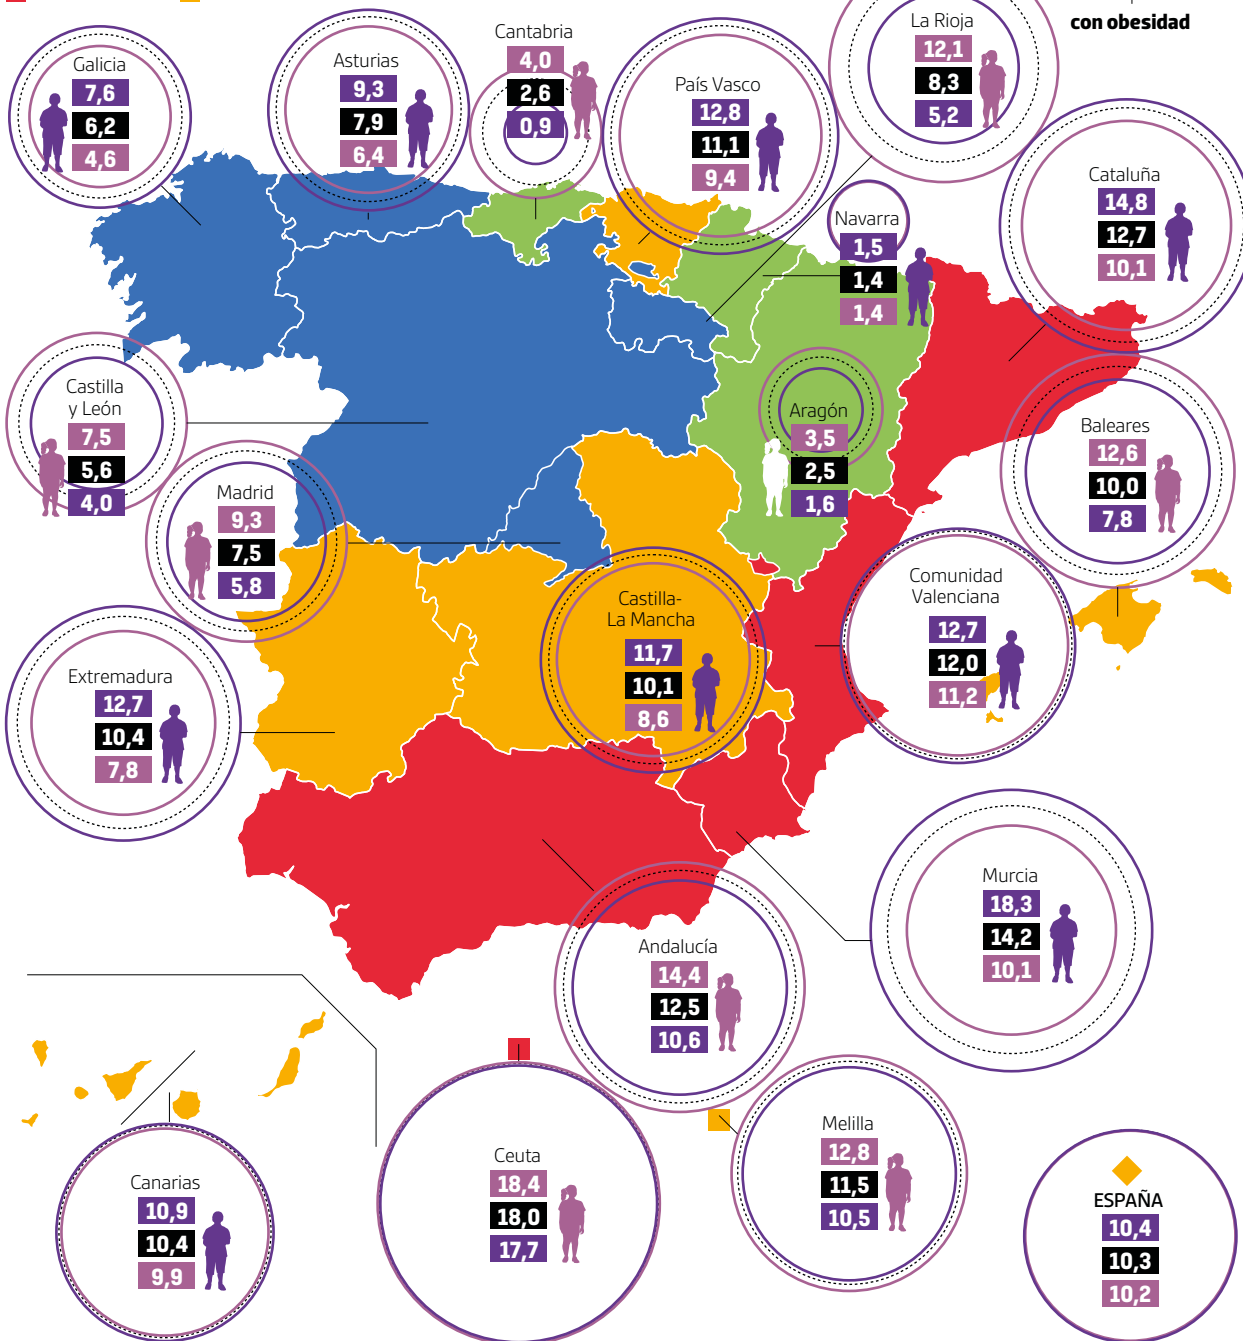 con obesidad
Galicia
7,6
6,2
4,6
Asturias
9,3
7,9
6,4
Cantabria
4,0
2,6
0,9
País Vasco
12,8
11,1
9,4
La Rioja
12,1
8,3
5,2
Navarra
1,5
1,4
1,4
Cataluña
14,8
12,7
10,1
Castilla
y León
7,5
5,6
4,0
Madrid
9,3
7,5
5,8
Aragón
3,5
2,5
1,6
Baleares
12,6
10,0
7,8
Extremadura
12,7
10,4
7,8
Castilla-
La Mancha
11,7
10,1
8,6
Comunidad
Valenciana
12,7
12,0
11,2
Murcia
18,3
14,2
10,1
Andalucía
14,4
12,5
10,6
Canarias
10,9
10,4
9,9
Ceuta
18,4
18,0
17,7
Melilla
12,8
11,5
10,5
ESPAÑA
10,4
10,3
10,2